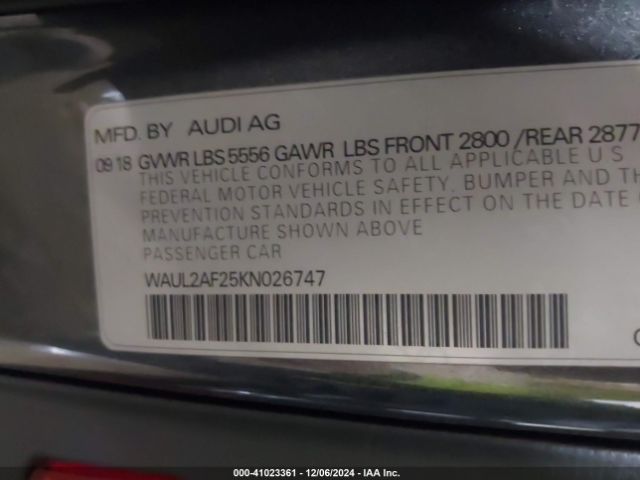 MFD. BY AUDI AG
09 18 GVWR LBS 5556 GAWR LBS FRONT 2800 /REAR 2877
THIS VEHICLE CONFORMS TO ALL APPLICABLE U S
FEDERAL MOTOR VEHICLE SAFETY, BUMPER AND TH
PREVENTION STANDARDS IN EFFECT ON THE DATE
MANUFACTURE SHOWN ABOVE
PASSENGER CAR
WAUL2AF25KN026747
000-41023361 - 12/06/2024 - IAA Inc.